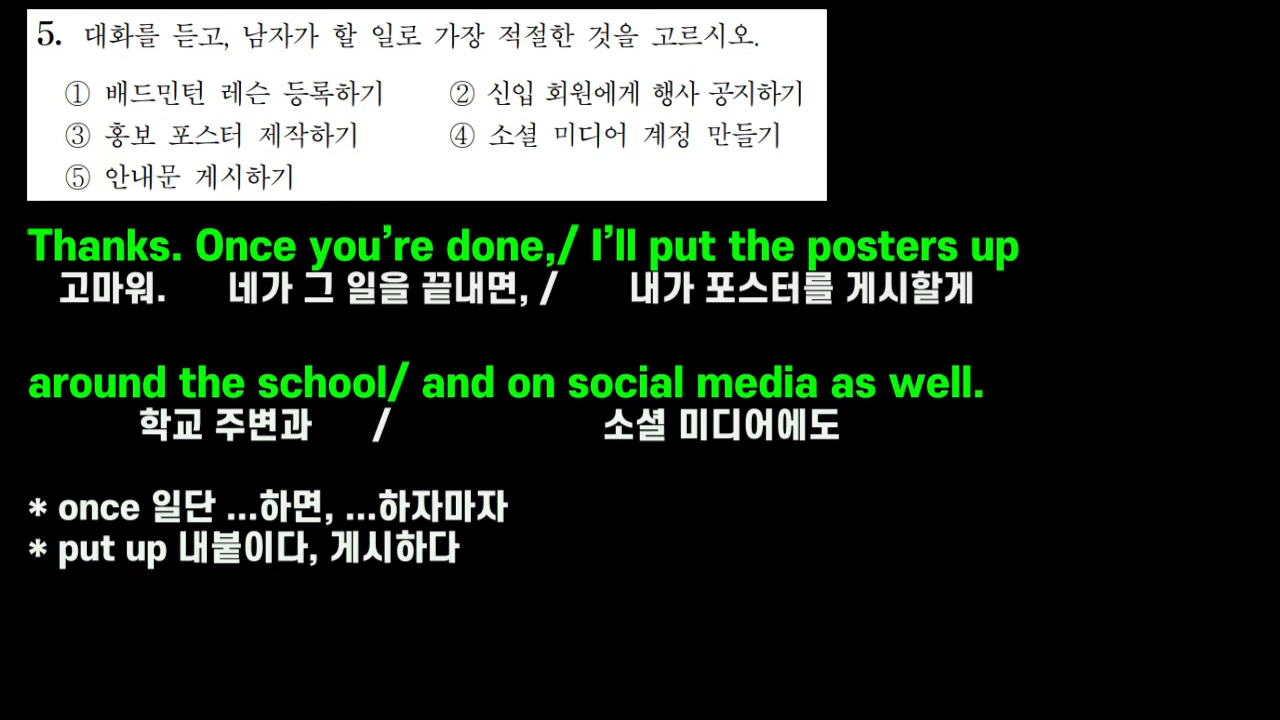 5. 대화를 듣고, 남자가 할 일로 가장 적절한 것을 고르시오.
① 배드민턴 레슨 등록하기 ② 신입 회원에게 행사 공지하기
③ 홍보 포스터 제작하기 ④ 소셜 미디어 계정 만들기
⑤ 안내문 게시하기
Thanks. Once you're done,/ I'll put the posters up
고마워. 네가 그 일을 끝내면, / 내가 포스터를 게시할게
around the school/ and on social media as well.
학교 주변과 / 소셜 미디어에도
* once 일단 ...하면, ...하자마자
* put up 내붙이다, 게시하다